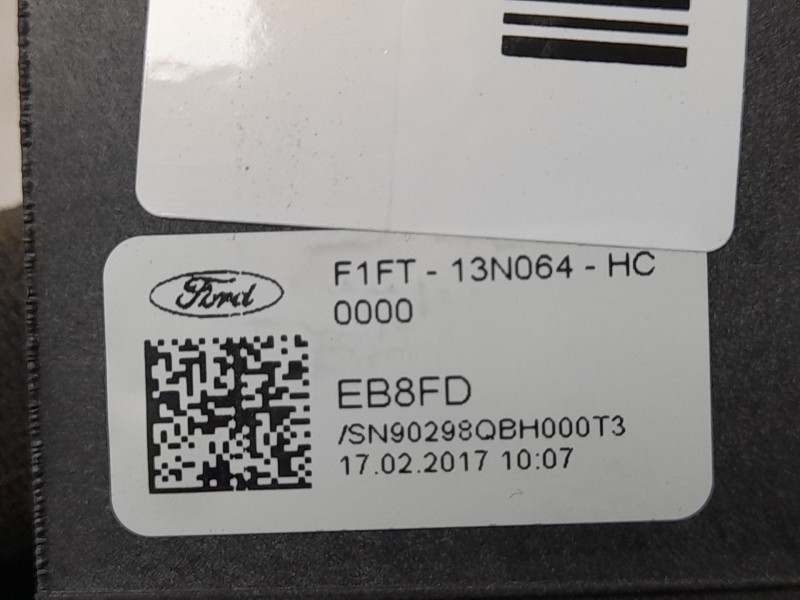 Ford
F1FT - 13N064 - HC
0000
EB8FD
/SN90298QBH000T3
17.02.2017 10:07